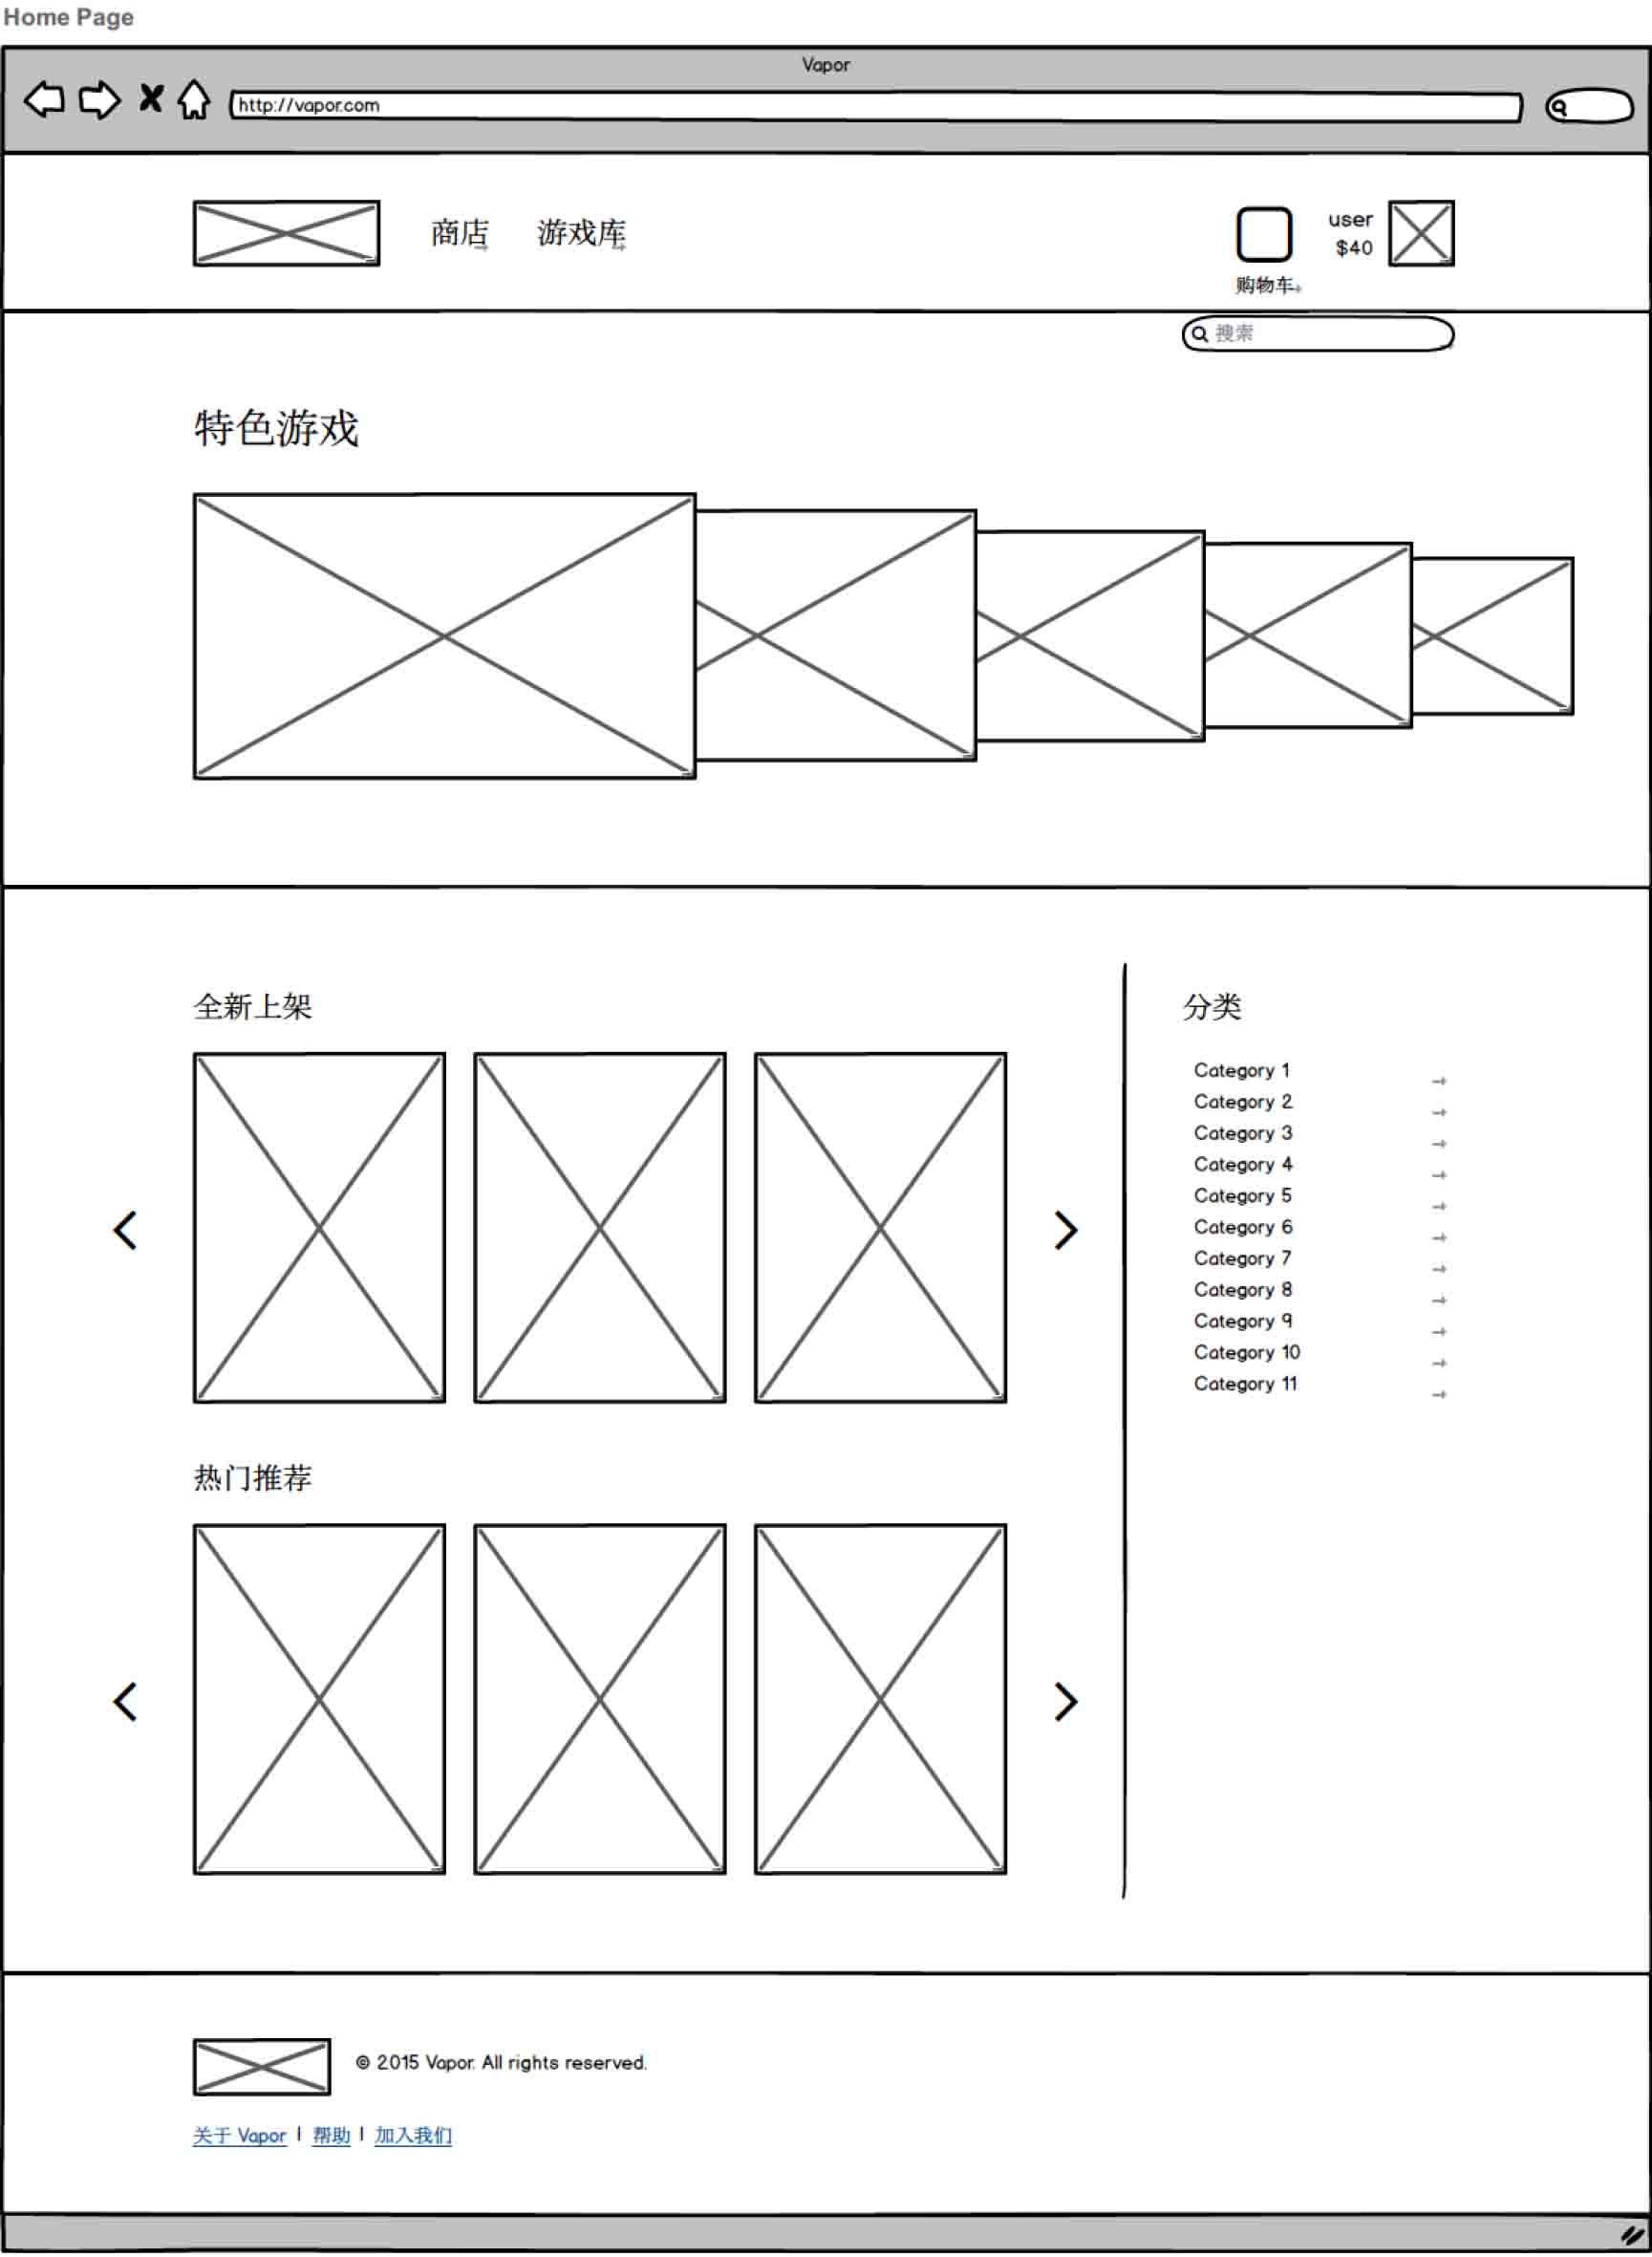 Home Page
Vapor
http://vapor.com
商店 游戏库
user
$40
购物车
搜索
特色游戏
全新上架
分类
Category 1
Category 2
Category 3
Category 4
Category 5
Category 6
Category 7
Category 8
Category 9
Category 10
Category 11
热门推荐
© 2015 Vapor. All rights reserved.
关于 Vapor | 帮助 | 加入我们